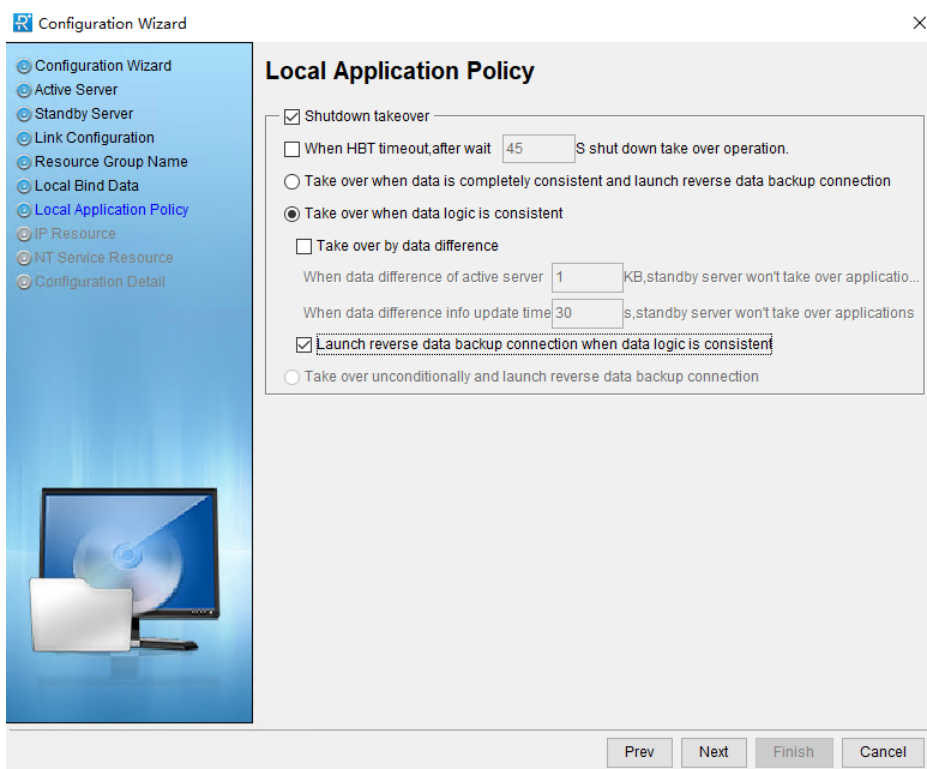 Configuration Wizard
Configuration Wizard
Active Server
Standby Server
Link Configuration
Resource Group Name
Local Bind Data
Local Application Policy
IP Resource
NT Service Resource
Configuration Detail
Local Application Policy
Shutdown takeover
When HBT timeout,after wait 45 S shut down take over operation.
Take over when data is completely consistent and launch reverse data backup connection
Take over when data logic is consistent
Take over by data difference
When data difference of active server 1 KB,standby server won't take over applicatio...
When data difference info update time 30 s,standby server won't take over applications
Launch reverse data backup connection when data logic is consistent
Take over unconditionally and launch reverse data backup connection
Prev Next Finish Cancel